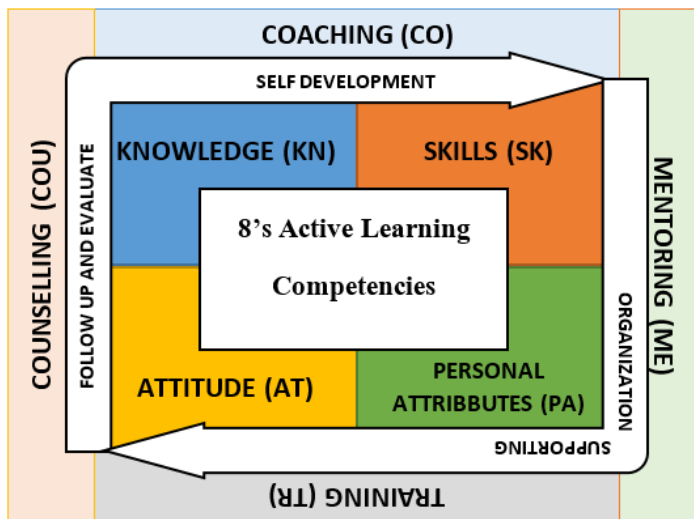 COACHING (CO)
SELF DEVELOPMENT
COUNSELLING (COU)
FOLLOW UP AND EVALUATE
KNOWLEDGE (KN)
SKILLS (SK)
8’s Active Learning
Competencies
ATTITUDE (AT)
PERSONAL
ATTRIBBUTES (PA)
ORGANIZATION
MENTORING (ME)
SUPPORTING
TRAINING (TR)